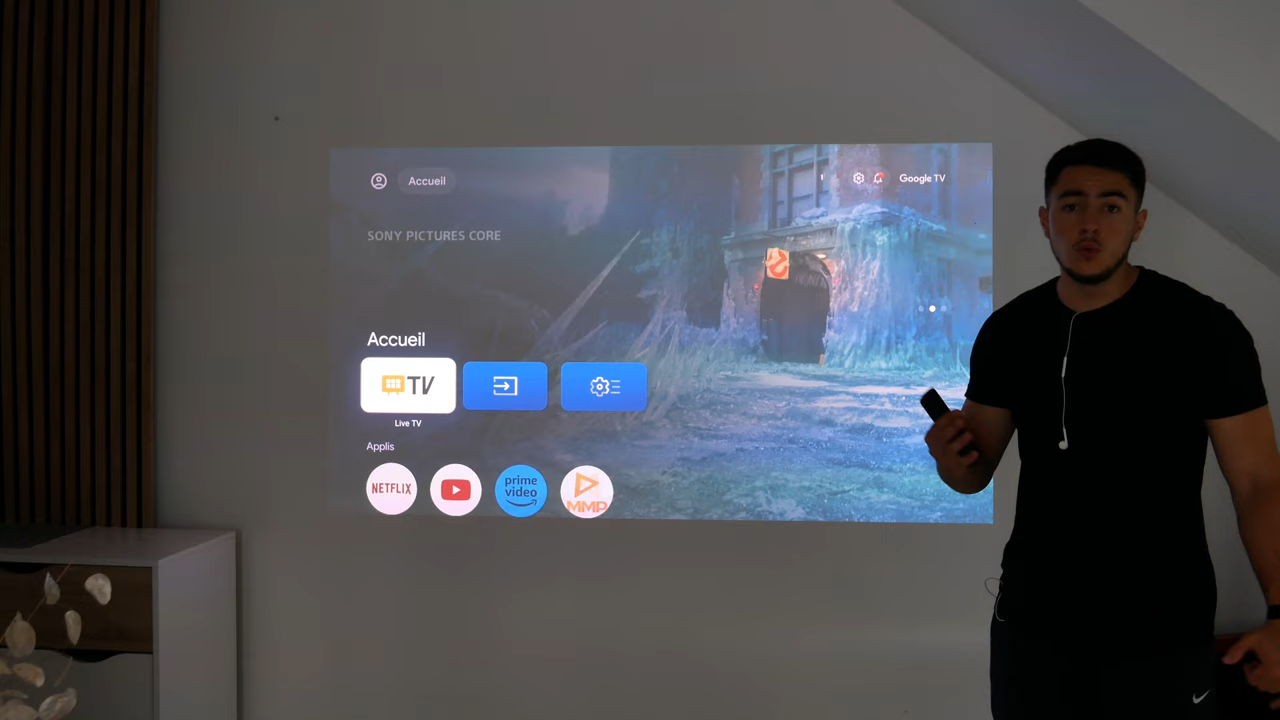 Accueil
Google TV
SONY PICTURES CORE
Accueil
TV
Live TV
Applis
NETFLIX
prime video
MMP